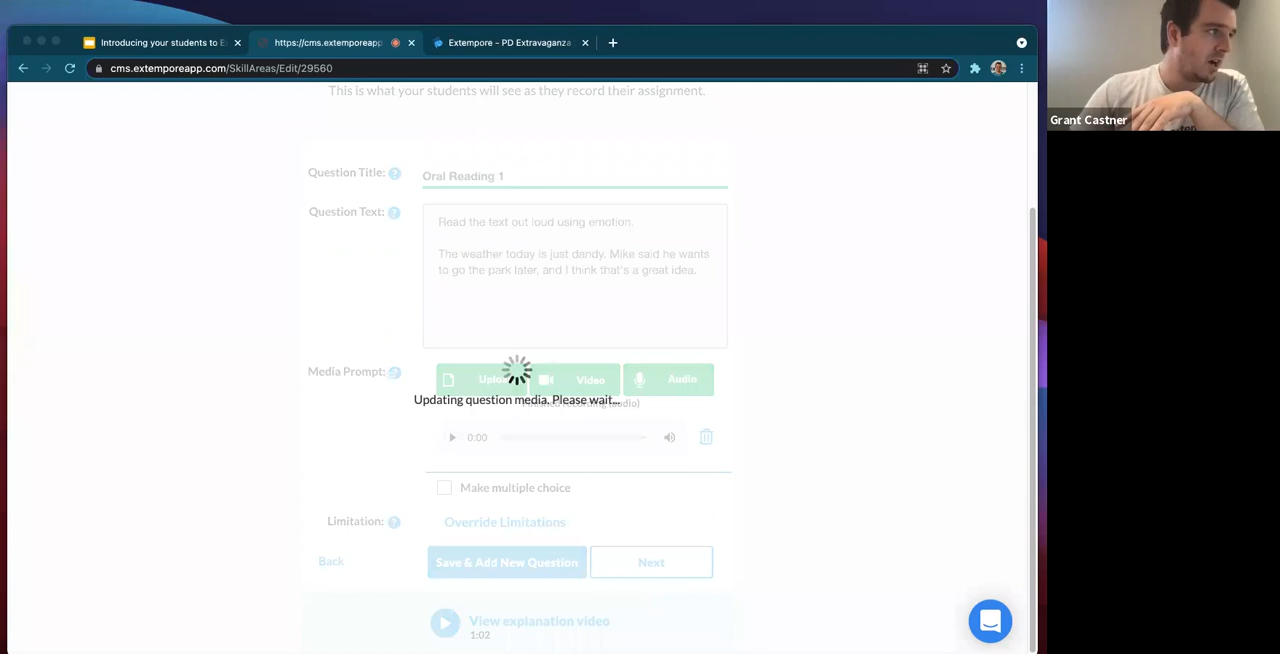 Introducing your students to E
https://cms.extemporeapp
Extempore - PD Extravaganza
cms.extemporeapp.com/SkillAreas/Edit/29560
Grant Castner
This is what your students will see as they record their assignment.
Question Title: ?
Oral Reading 1
Question Text: ?
Read the text out loud using emotion.
The weather today is just dandy. Mike said he wants
to go the park later, and I think that's a great idea.
Media Prompt:
Video
Audio
Updating question media. Please wait...
Finished recording (audio)
0:00
Make multiple choice
Limitation: ?
Override Limitations
Back
Save & Add New Question
Next
View explanation video
1:02